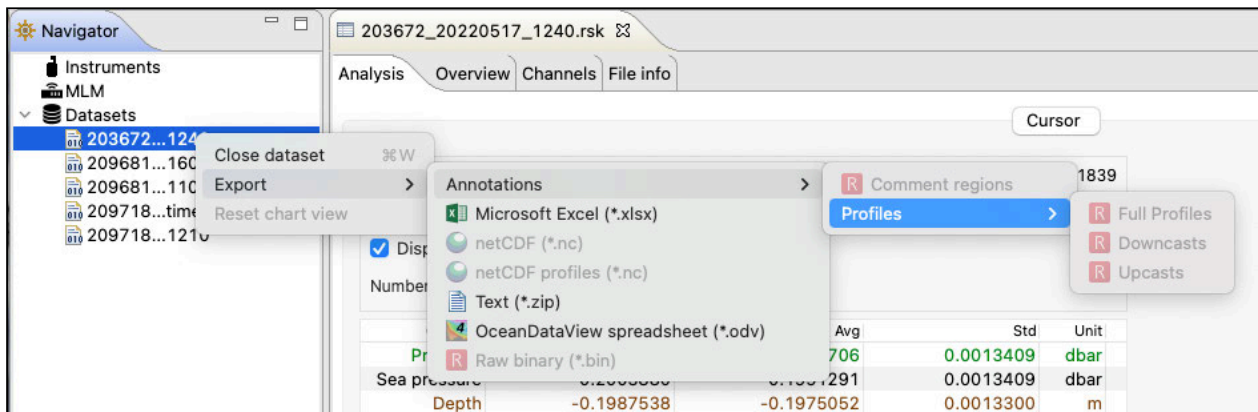 Navigator
Instruments
MLM
Datasets
203672...124
209681...160
209681...110
209718...time
209718...1210
203672_20220517_1240.rsk
Analysis
Overview
Channels
File info
Cursor
1839
Close dataset ⌘W
Export
Reset chart view
Annotations
Microsoft Excel (*.xlsx)
netCDF (*.nc)
netCDF profiles (*.nc)
Text (*.zip)
OceanDataView spreadsheet (*.odv)
Raw binary (*.bin)
Comment regions
Profiles
Full Profiles
Downcasts
Upcasts
Disp
Number
Avg Std Unit
Pr 706 0.0013409 dbar
Sea pressure 0.0013409 dbar
Depth -0.1987538 -0.1975052 0.0013300 m